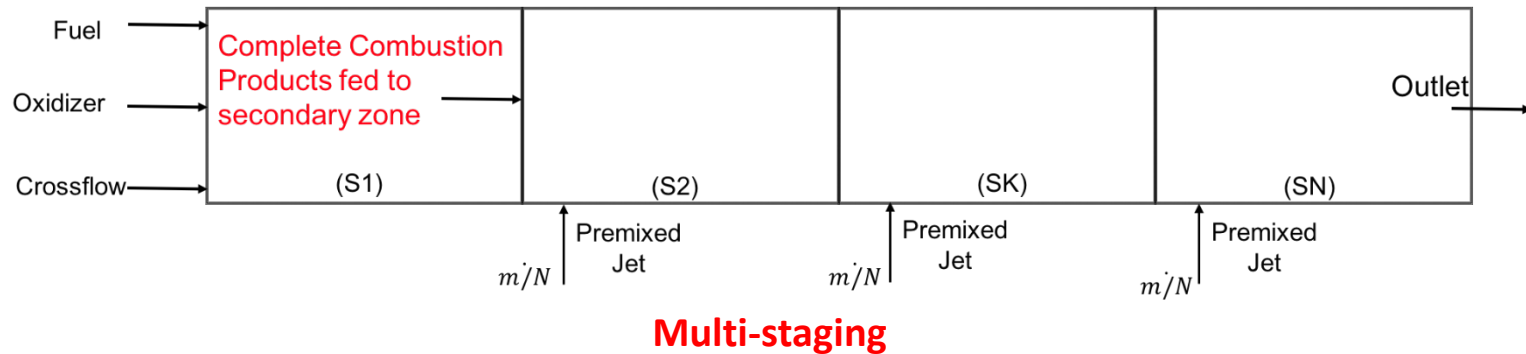 Fuel
Oxidizer
Crossflow
Complete Combustion
Products fed to
secondary zone
(S1)
(S2)
(SK)
(SN)
Outlet
Premixed
Jet
ṁ/N
Premixed
Jet
ṁ/N
Premixed
Jet
ṁ/N
Multi-staging